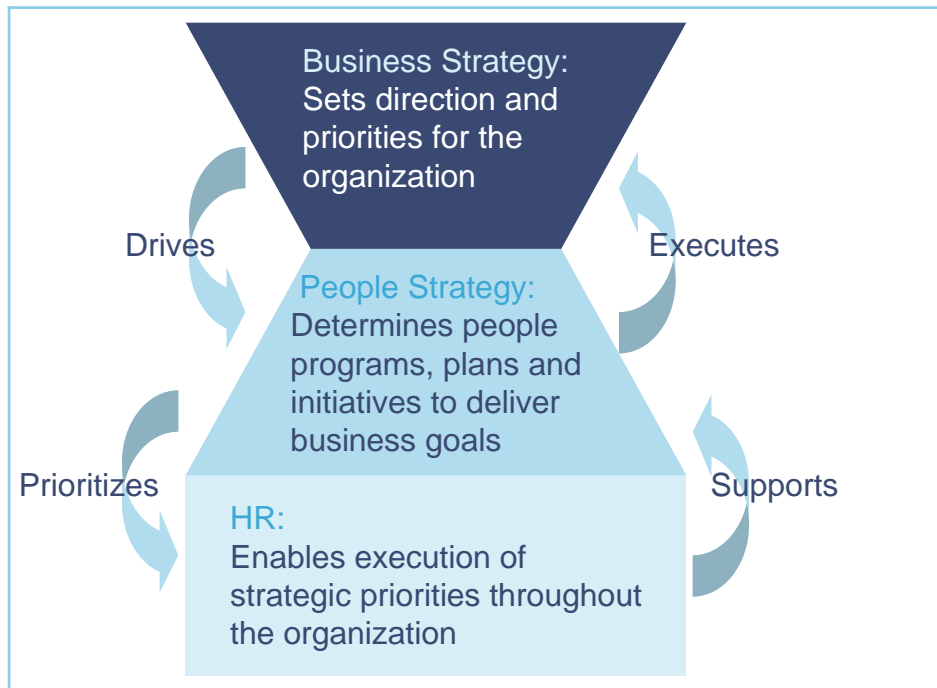 Business Strategy:
Sets direction and
priorities for the
organization
Drives
Executes
People Strategy:
Determines people
programs, plans and
initiatives to deliver
business goals
Prioritizes
Supports
HR:
Enables execution of
strategic priorities throughout
the organization